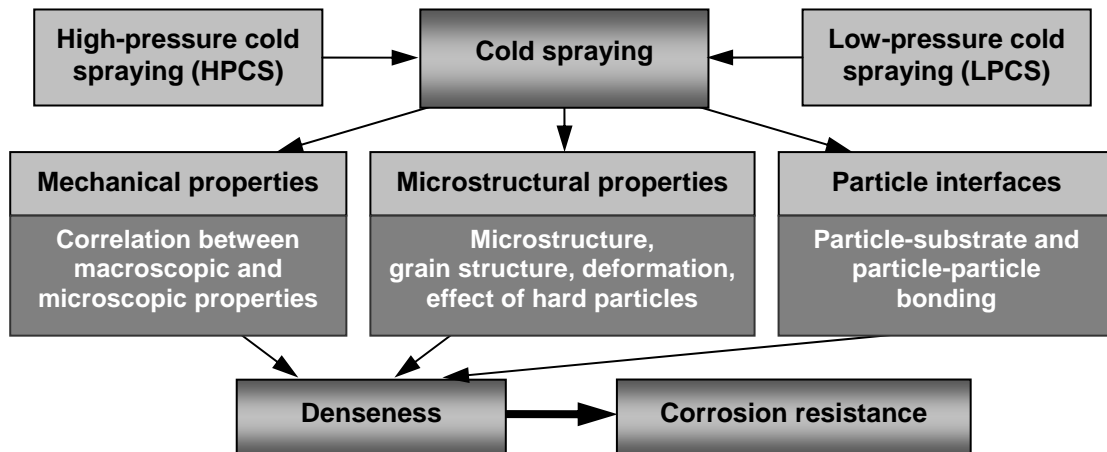 High-pressure cold
spraying (HPCS)
Cold spraying
Low-pressure cold
spraying (LPCS)
Mechanical properties
Correlation between
macroscopic and
microscopic properties
Microstructural properties
Microstructure,
grain structure, deformation,
effect of hard particles
Particle interfaces
Particle-substrate and
particle-particle
bonding
Denseness
Corrosion resistance